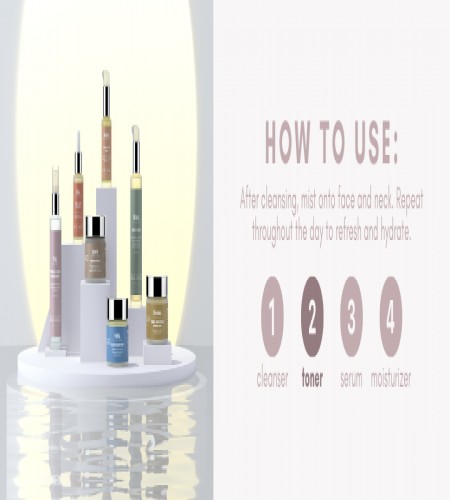 HOW TO USE:
After cleansing, mist onto face and neck. Repeat
throughout the day to refresh and hydrate.
1 2 3 4
cleanser toner serum moisturizer